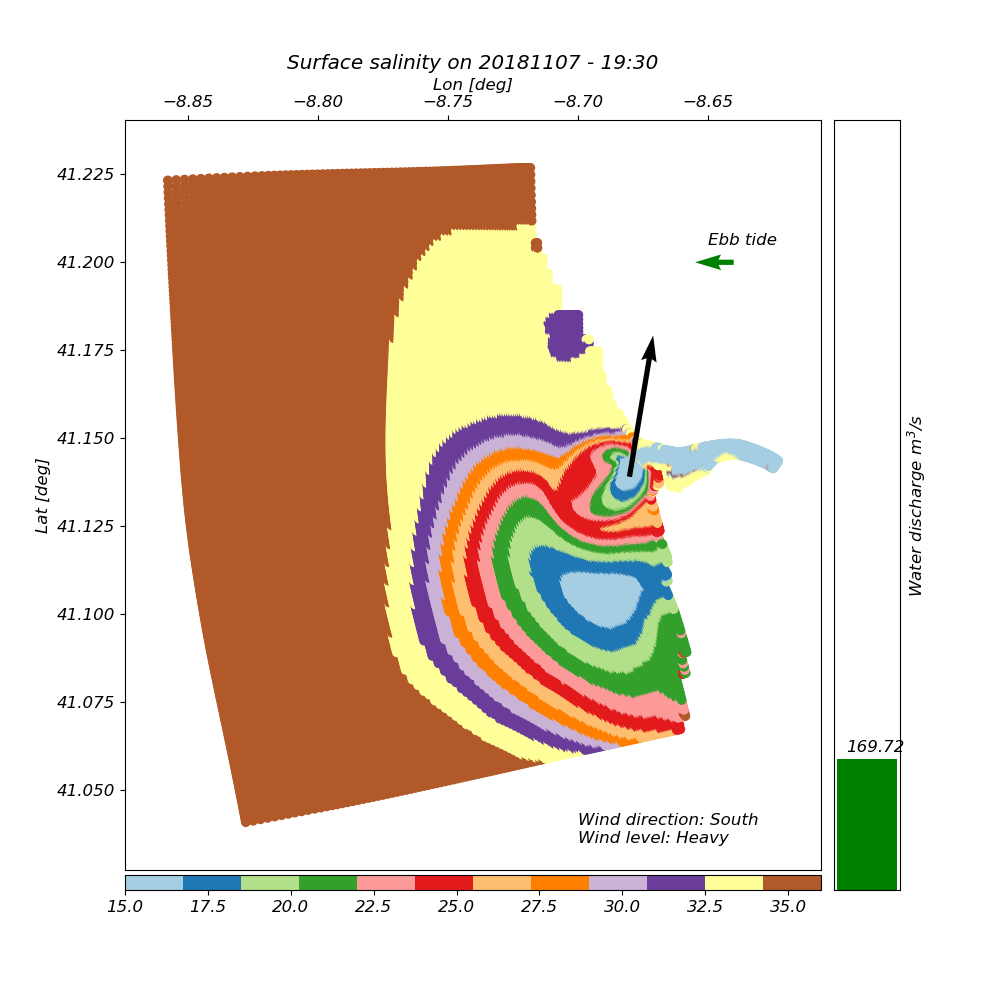 Surface salinity on 20181107 - 19:30
Lon [deg]
−8.85 −8.80 −8.75 −8.70 −8.65
41.225
41.200
41.175
41.150
41.125
41.100
41.075
41.050
Lat [deg]
Ebb tide
Wind direction: South
Wind level: Heavy
169.72
Water discharge m³/s
15.0 17.5 20.0 22.5 25.0 27.5 30.0 32.5 35.0